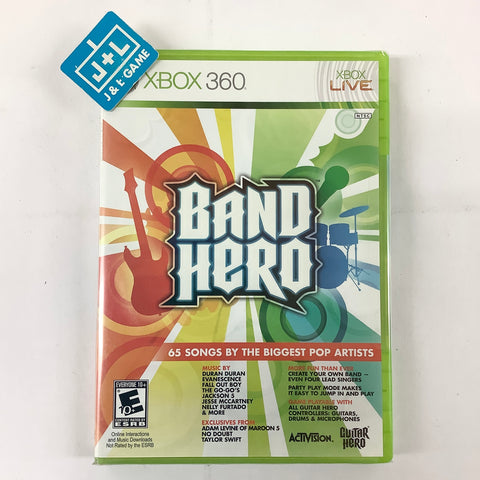 J+L
J & L GAME
XBOX 360
XBOX
LIVE
NTSC
BAND
HERO
65 SONGS BY THE BIGGEST POP ARTISTS
MUSIC BY
DURAN DURAN
EVANESCENCE
FALL OUT BOY
THE GO-GO'S
JACKSON 5
JESSE MCCARTNEY
NELLY FURTADO
& MORE
EXCLUSIVES FROM
ADAM LEVINE OF MAROON 5
NO DOUBT
TAYLOR SWIFT
MORE FUN THAN EVER
CREATE YOUR OWN BAND –
EVEN FOUR LEAD SINGERS
PARTY PLAY MODE MAKES
IT EASY TO JUMP IN AND PLAY
GAME PLAYABLE WITH
ALL GUITAR HERO
CONTROLLERS: GUITARS,
DRUMS & MICROPHONES
EVERYONE 10+
E
10+
ESRB
Online Interactions
and Music Downloads
Not Rated by the ESRB
ACTIVISION
GUITAR
HERO